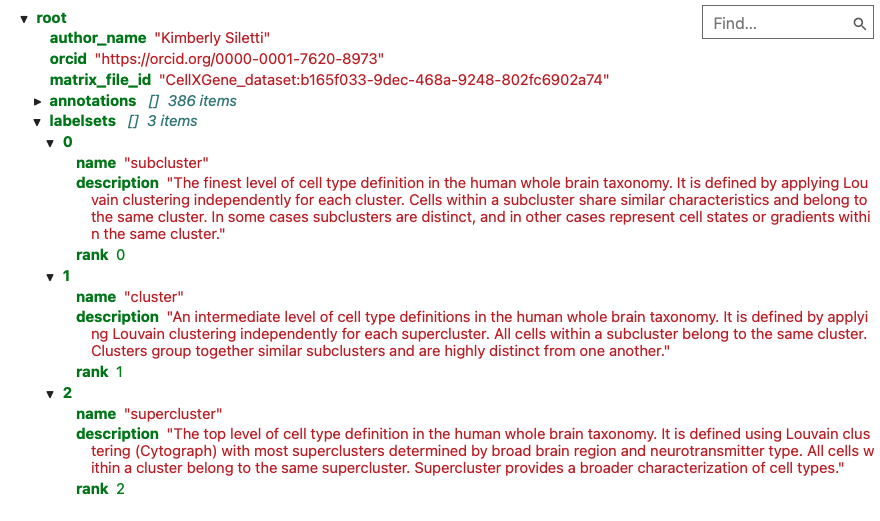 root
Find...
author_name "Kimberly Siletti"
orcid "https://orcid.org/0000-0001-7620-8973"
matrix_file_id "CellXGene_dataset:b165f033-9dec-468a-9248-802fc6902a74"
annotations [] 386 items
labelsets [] 3 items
0
name "subcluster"
description "The finest level of cell type definition in the human whole brain taxonomy. It is defined by applying Lou
vain clustering independently for each cluster. Cells within a subcluster share similar characteristics and belong to
the same cluster. In some cases subclusters are distinct, and in other cases represent cell states or gradients withi
n the same cluster."
rank 0
1
name "cluster"
description "An intermediate level of cell type definitions in the human whole brain taxonomy. It is defined by applyi
ng Louvain clustering independently for each supercluster. All cells within a subcluster belong to the same cluster.
Clusters group together similar subclusters and are highly distinct from one another."
rank 1
2
name "supercluster"
description "The top level of cell type definition in the human whole brain taxonomy. It is defined using Louvain clus
tering (Cytograph) with most superclusters determined by broad brain region and neurotransmitter type. All cells w
ithin a cluster belong to the same supercluster. Supercluster provides a broader characterization of cell types."
rank 2